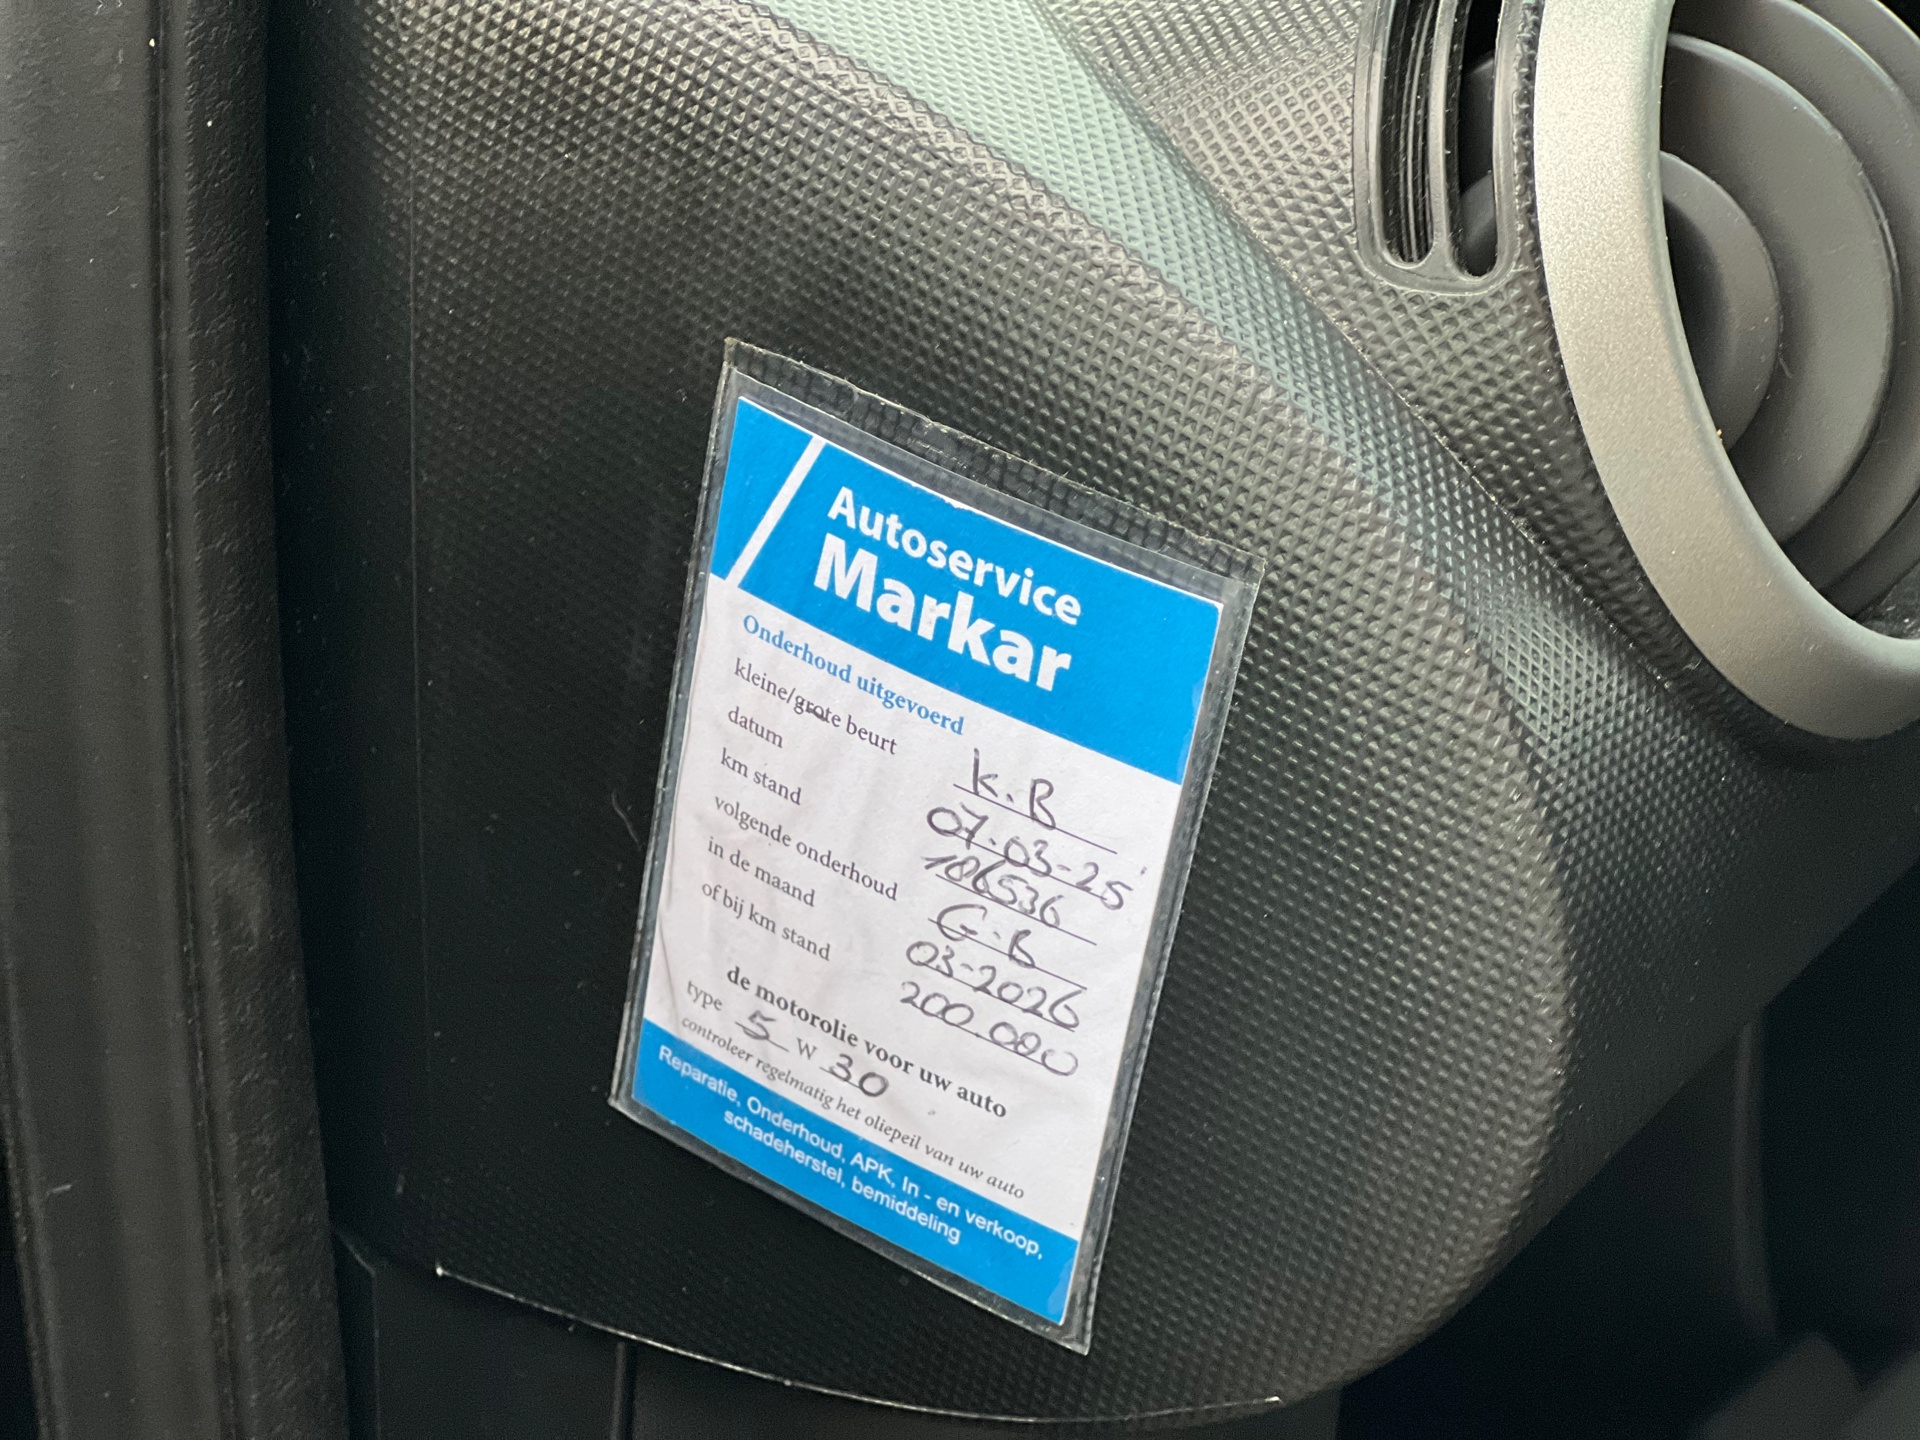 Autoservice
Markar
Onderhoud uitgevoerd
kleine/grote beurt K.B
datum 07-03-25
km stand 186536
volgende onderhoud G.B
in de maand 03-2026
of bij km stand 200.000
de motorolie voor uw auto
type 5 W 30
controleer regelmatig het oliepeil van uw auto
Reparatie, Onderhoud, APK, In - en verkoop,
schadeherstel, bemiddeling